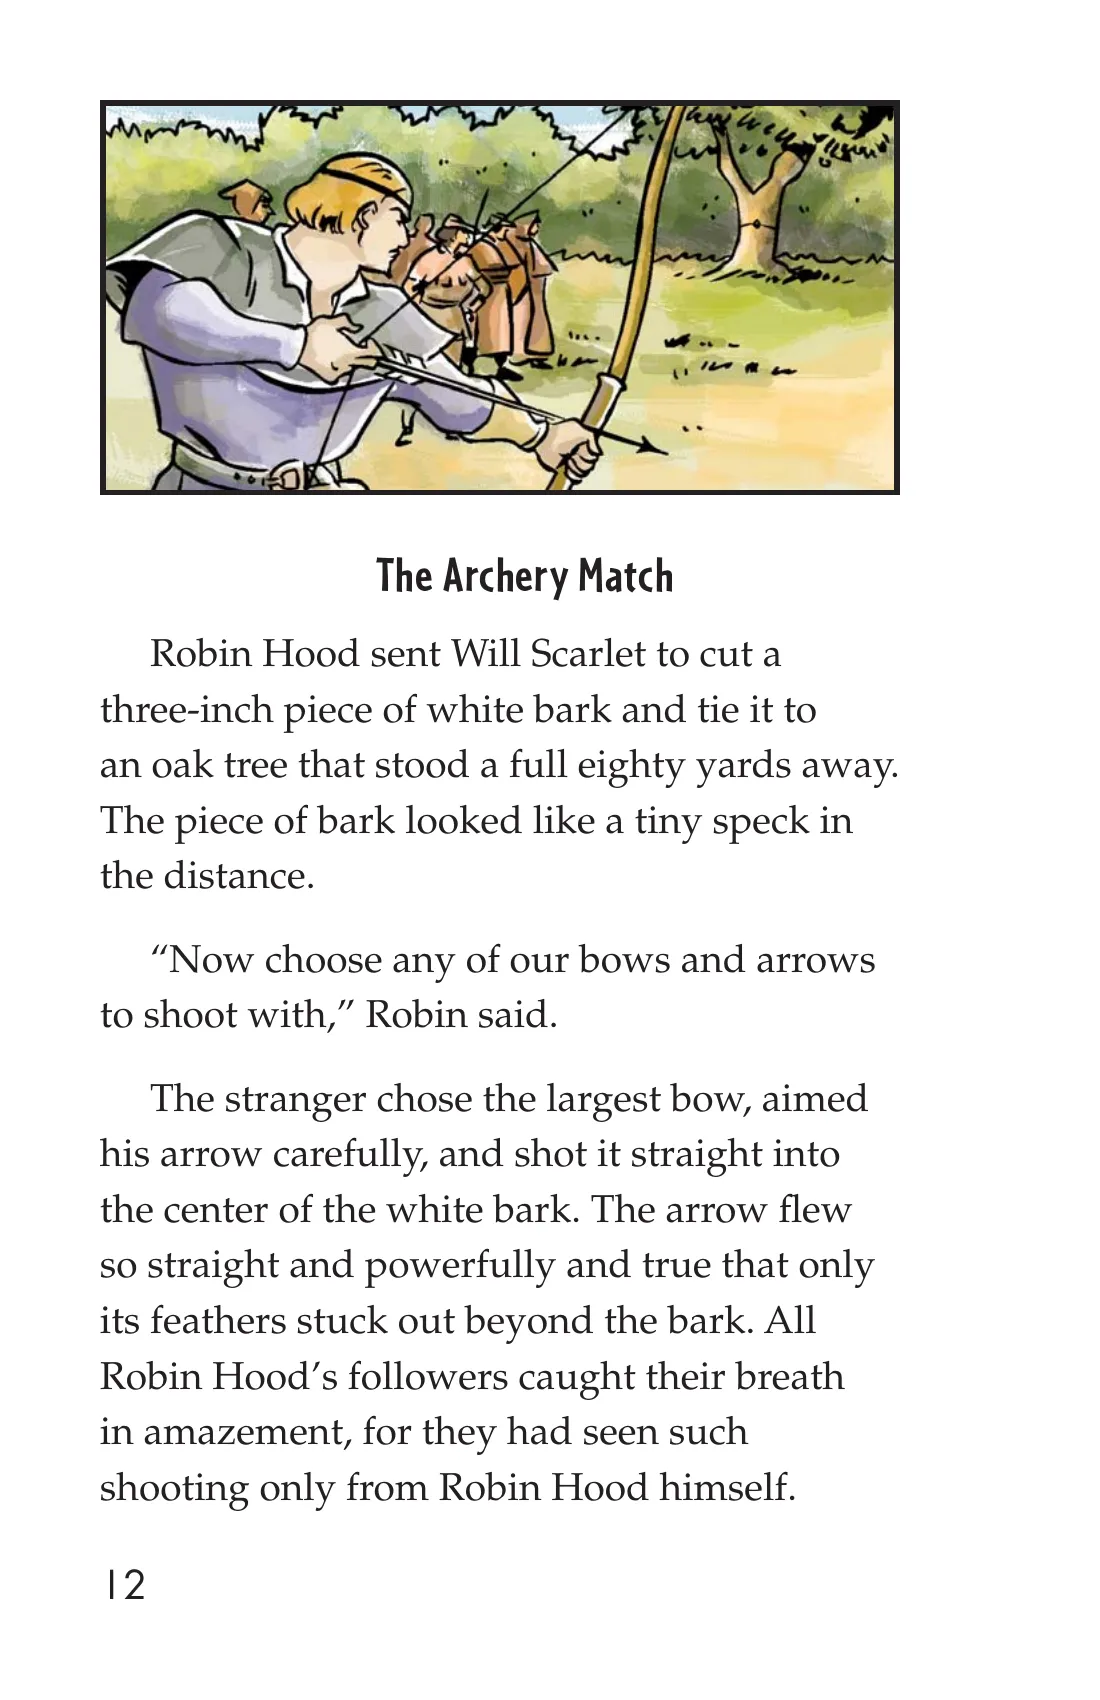 The Archery Match
Robin Hood sent Will Scarlet to cut a
three-inch piece of white bark and tie it to
an oak tree that stood a full eighty yards away.
The piece of bark looked like a tiny speck in
the distance.
“Now choose any of our bows and arrows
to shoot with,” Robin said.
The stranger chose the largest bow, aimed
his arrow carefully, and shot it straight into
the center of the white bark. The arrow flew
so straight and powerfully and true that only
its feathers stuck out beyond the bark. All
Robin Hood’s followers caught their breath
in amazement, for they had seen such
shooting only from Robin Hood himself.
12